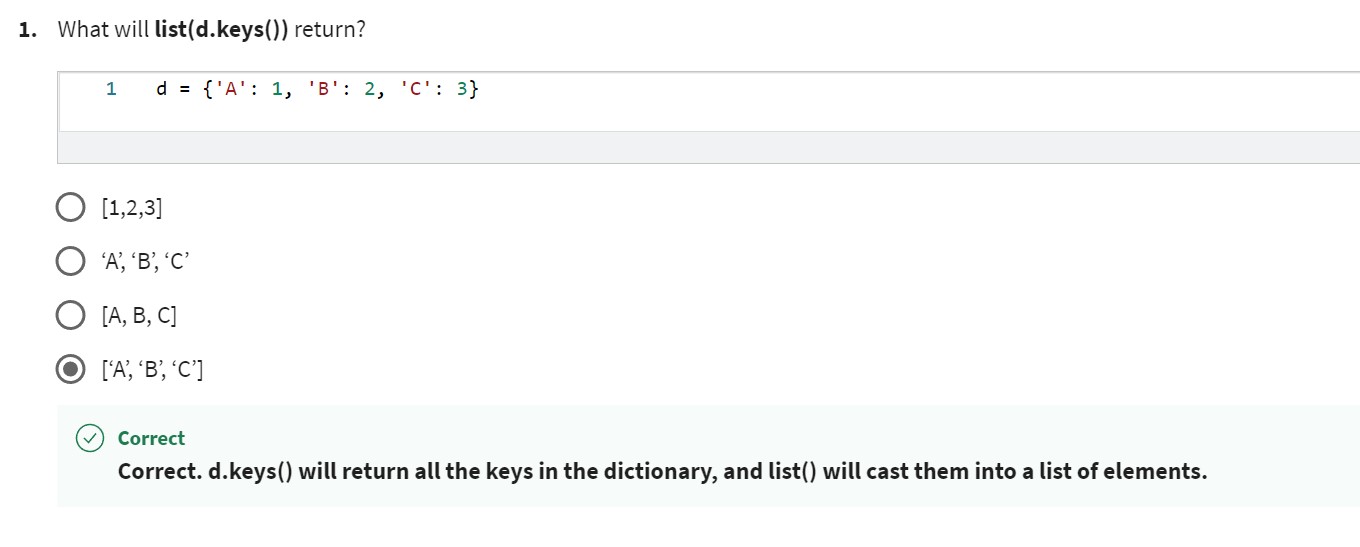 1. What will list(d.keys()) return?
1 d = {'A': 1, 'B': 2, 'C': 3}
[1,2,3]
‘A’, ‘B’, ‘C’
[A, B, C]
[‘A’, ‘B’, ‘C’]
Correct
Correct. d.keys() will return all the keys in the dictionary, and list() will cast them into a list of elements.